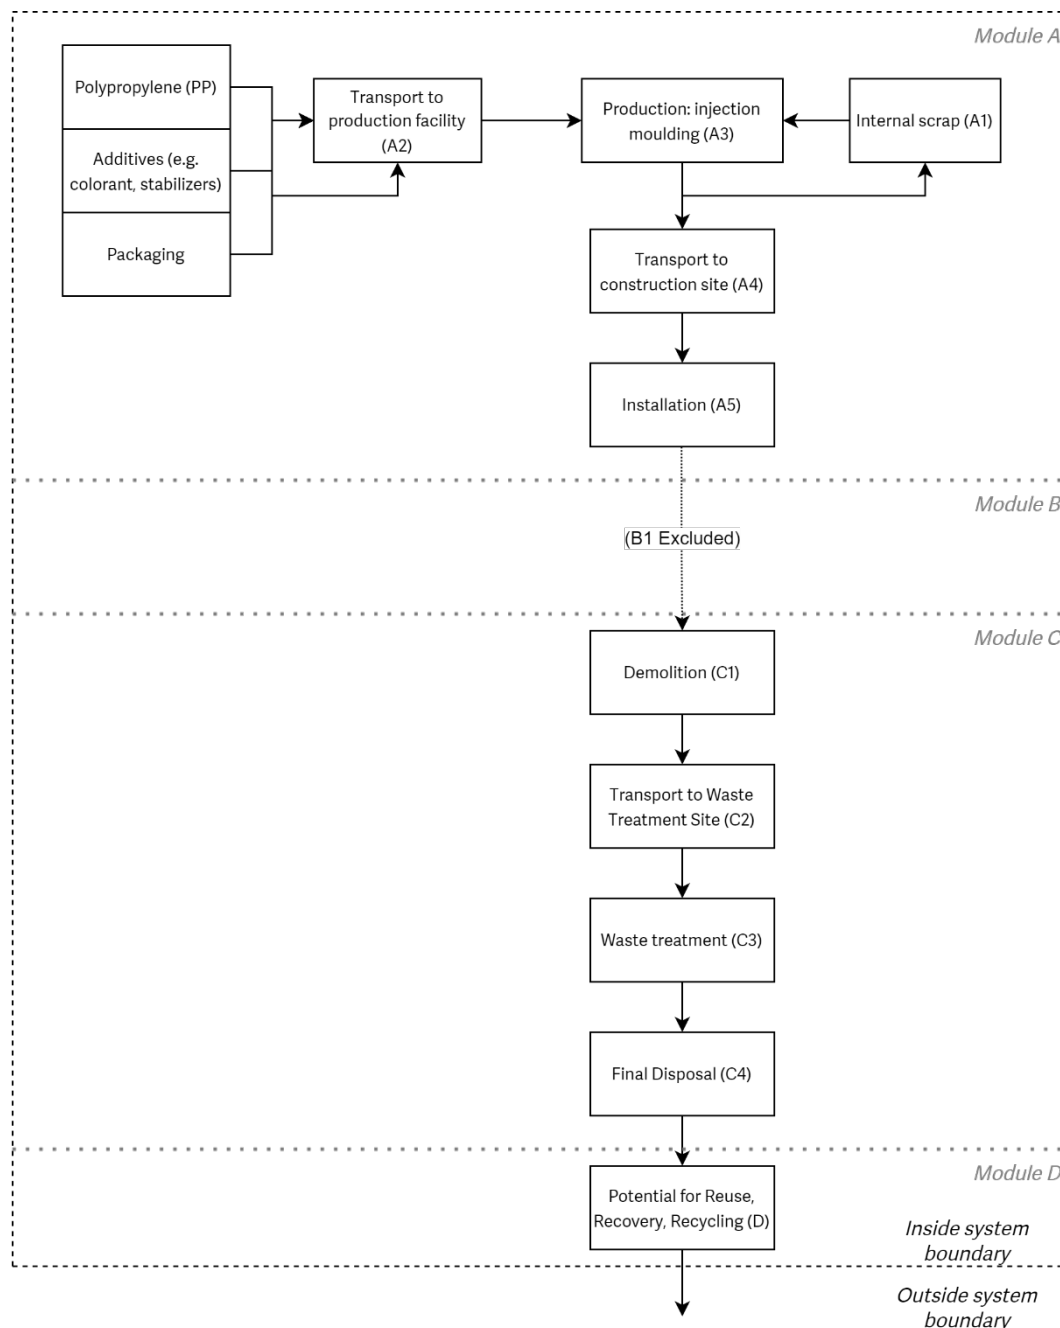 Module A
Polypropylene (PP)
Additives (e.g.
colorant, stabilizers)
Packaging
Transport to
production facility
(A2)
Production: injection
moulding (A3)
Internal scrap (A1)
Transport to
construction site (A4)
Installation (A5)
Module B
(B1 Excluded)
Module C
Demolition (C1)
Transport to Waste
Treatment Site (C2)
Waste treatment (C3)
Final Disposal (C4)
Module D
Potential for Reuse,
Recovery, Recycling (D)
Inside system
boundary
Outside system
boundary